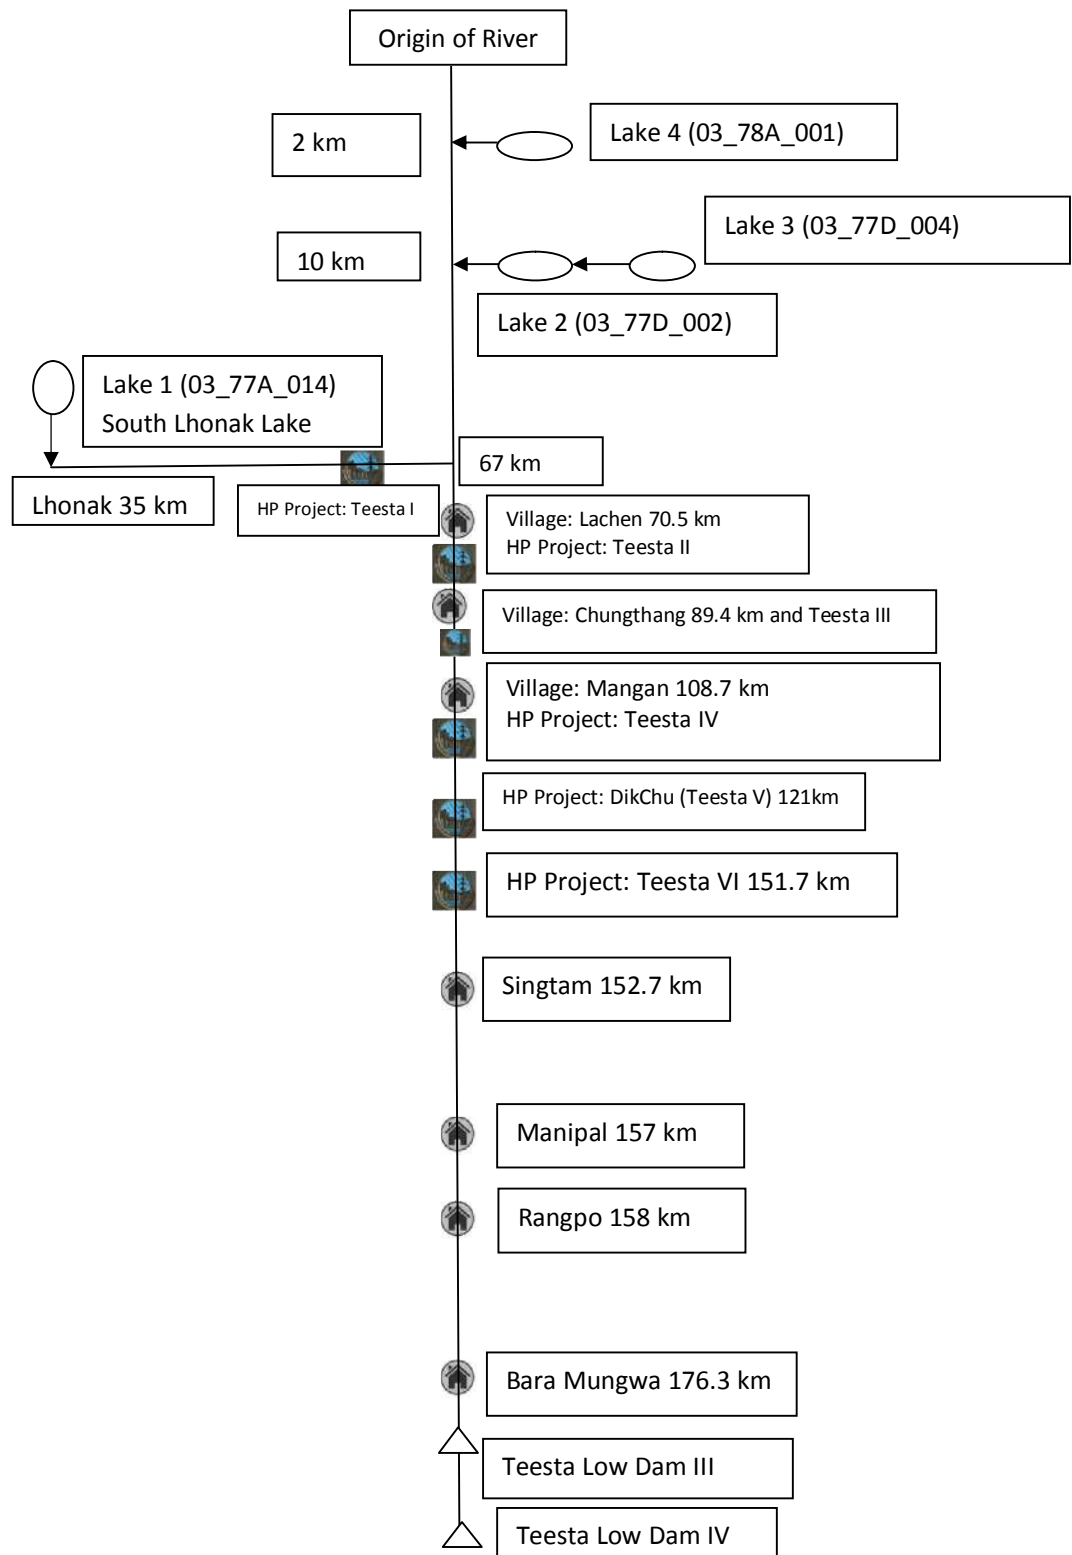 Origin of River
2 km
Lake 4 (03_78A_001)
Lake 3 (03_77D_004)
10 km
Lake 2 (03_77D_002)
Lake 1 (03_77A_014)
South Lhonak Lake
67 km
Lhonak 35 km
HP Project: Teesta I
Village: Lachen 70.5 km
HP Project: Teesta II
Village: Chungthang 89.4 km and Teesta III
Village: Mangan 108.7 km
HP Project: Teesta IV
HP Project: DikChu (Teesta V) 121km
HP Project: Teesta VI 151.7 km
Singtam 152.7 km
Manipal 157 km
Rangpo 158 km
Bara Mungwa 176.3 km
Teesta Low Dam III
Teesta Low Dam IV